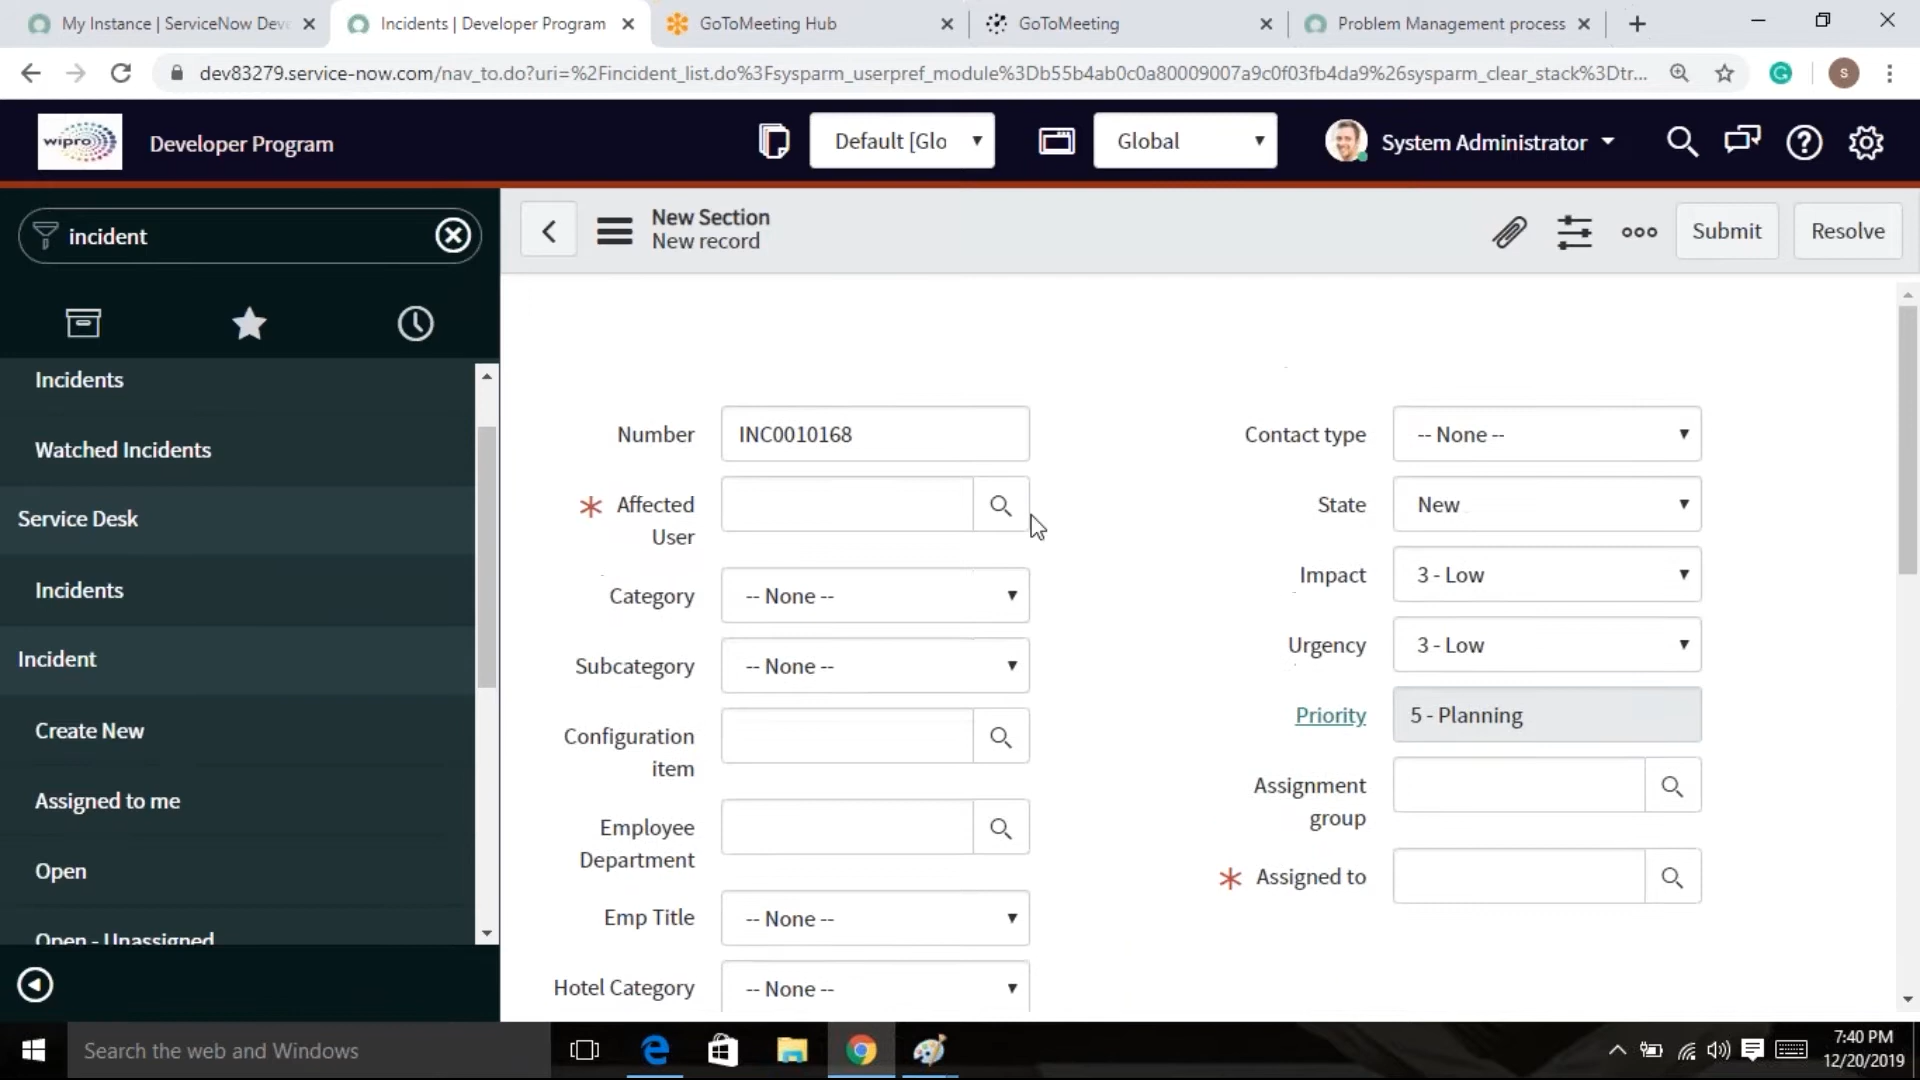 My Instance | ServiceNow Deve
Incidents | Developer Program
GoToMeeting Hub
GoToMeeting
Problem Management process
dev83279.service-now.com/nav_to.do?uri=%2Fincident_list.do%3Fsysparm_userpref_module%3Db55b4ab0c0a80009007a9c0f03fb4da9%26sysparm_clear_stack%3Dtr...
s
wipro
Developer Program
Default [Glo
Global
System Administrator
incident
New Section
New record
Submit
Resolve
Incidents
Watched Incidents
Service Desk
Incidents
Incident
Create New
Assigned to me
Open
Open - Unassigned
Number
INC0010168
Affected
User
Category
-- None --
Subcategory
-- None --
Configuration
item
Employee
Department
Emp Title
-- None --
Hotel Category
-- None --
Contact type
-- None --
State
New
Impact
3 - Low
Urgency
3 - Low
Priority
5 - Planning
Assignment
group
Assigned to
Search the web and Windows
7:40 PM
12/20/2019